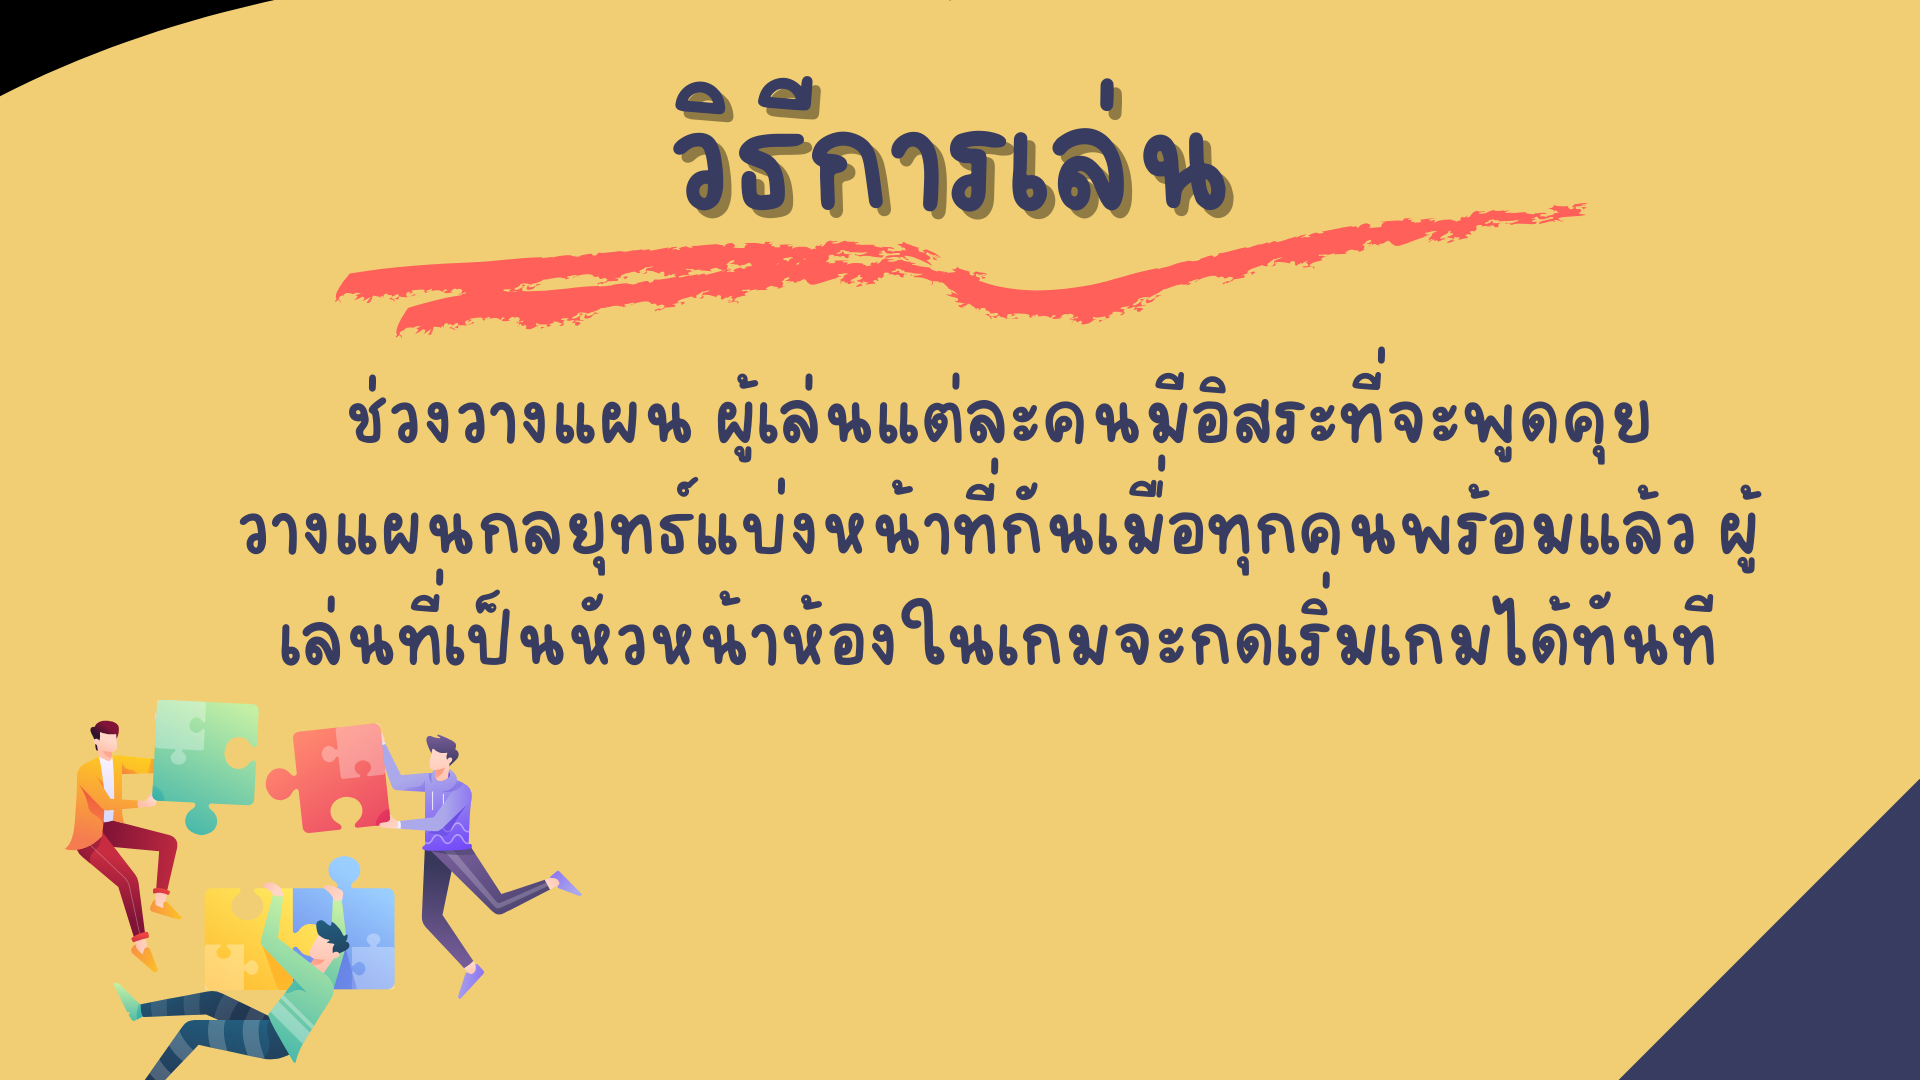 วิธีการเล่น
ช่วงวางแผน ผู้เล่นแต่ละคนมีอิสระที่จะพูดคุย
วางแผนกลยุทธ์แบ่งหน้าที่กันเมื่อทุกคนพร้อมแล้ว ผู้
เล่นที่เป็นหัวหน้าห้องในเกมจะกดเริ่มเกมได้ทันที